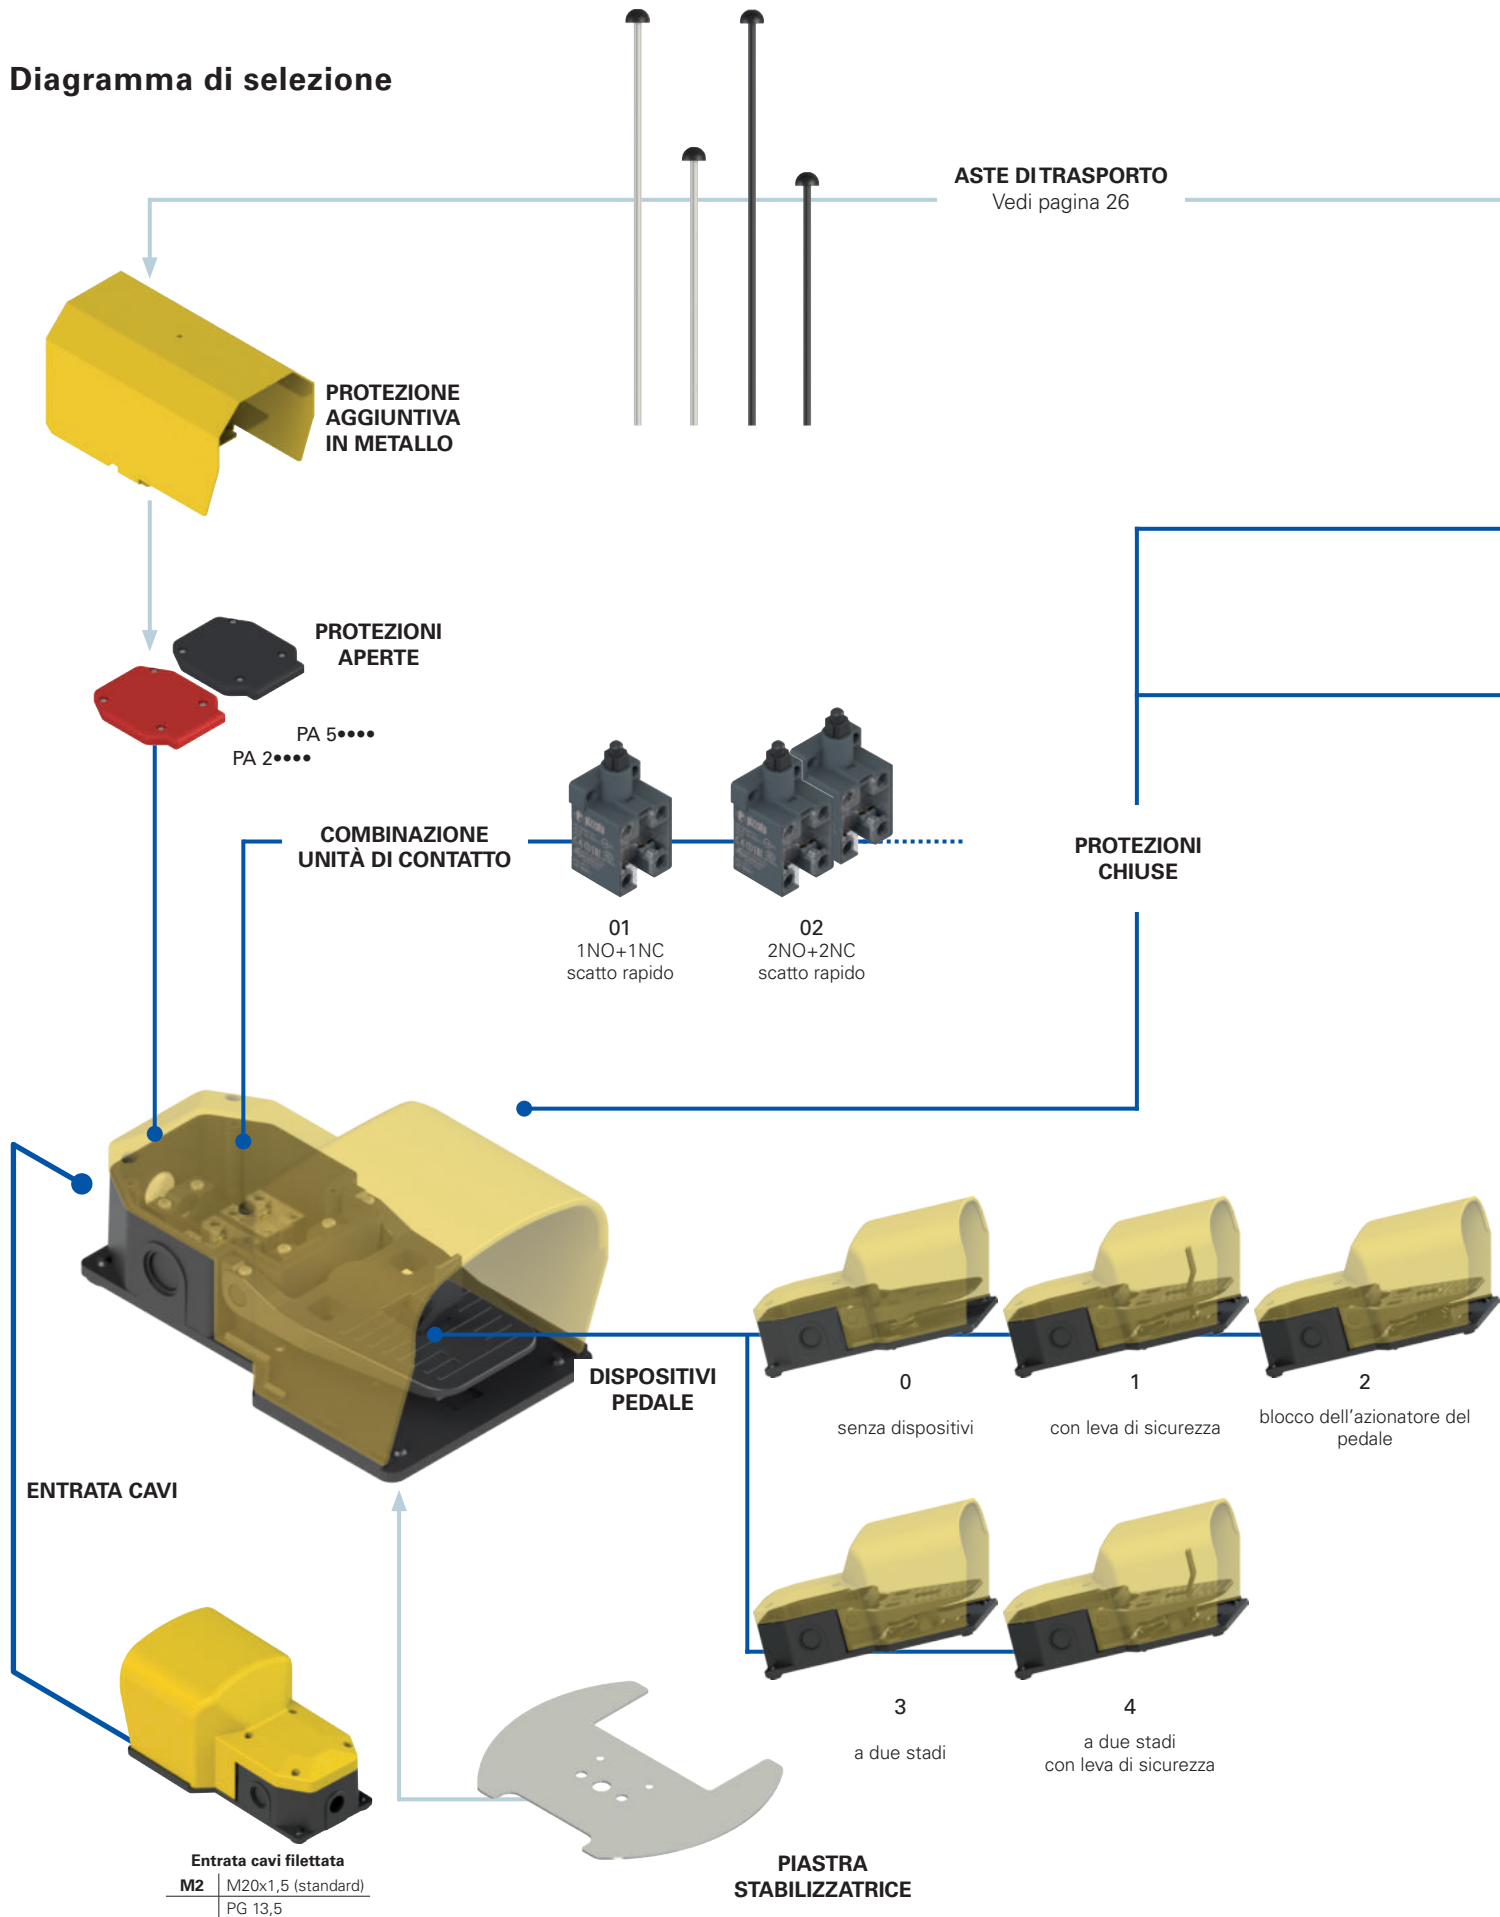 Diagramma di selezione
ASTE DI TRASPORTO
Vedi pagina 26
PROTEZIONE
AGGIUNTIVA
IN METALLO
PROTEZIONI
APERTE
PA 5••••
PA 2••••
COMBINAZIONE
UNITÀ DI CONTATTO
01
1NO+1NC
scatto rapido
02
2NO+2NC
scatto rapido
PROTEZIONI
CHIUSE
DISPOSITIVI
PEDALE
0
senza dispositivi
1
con leva di sicurezza
2
blocco dell'azionatore del
pedale
ENTRATA CAVI
3
a due stadi
4
a due stadi
con leva di sicurezza
Entrata cavi filettata
M2 M20x1,5 (standard)
PG 13,5
PIASTRA
STABILIZZATRICE